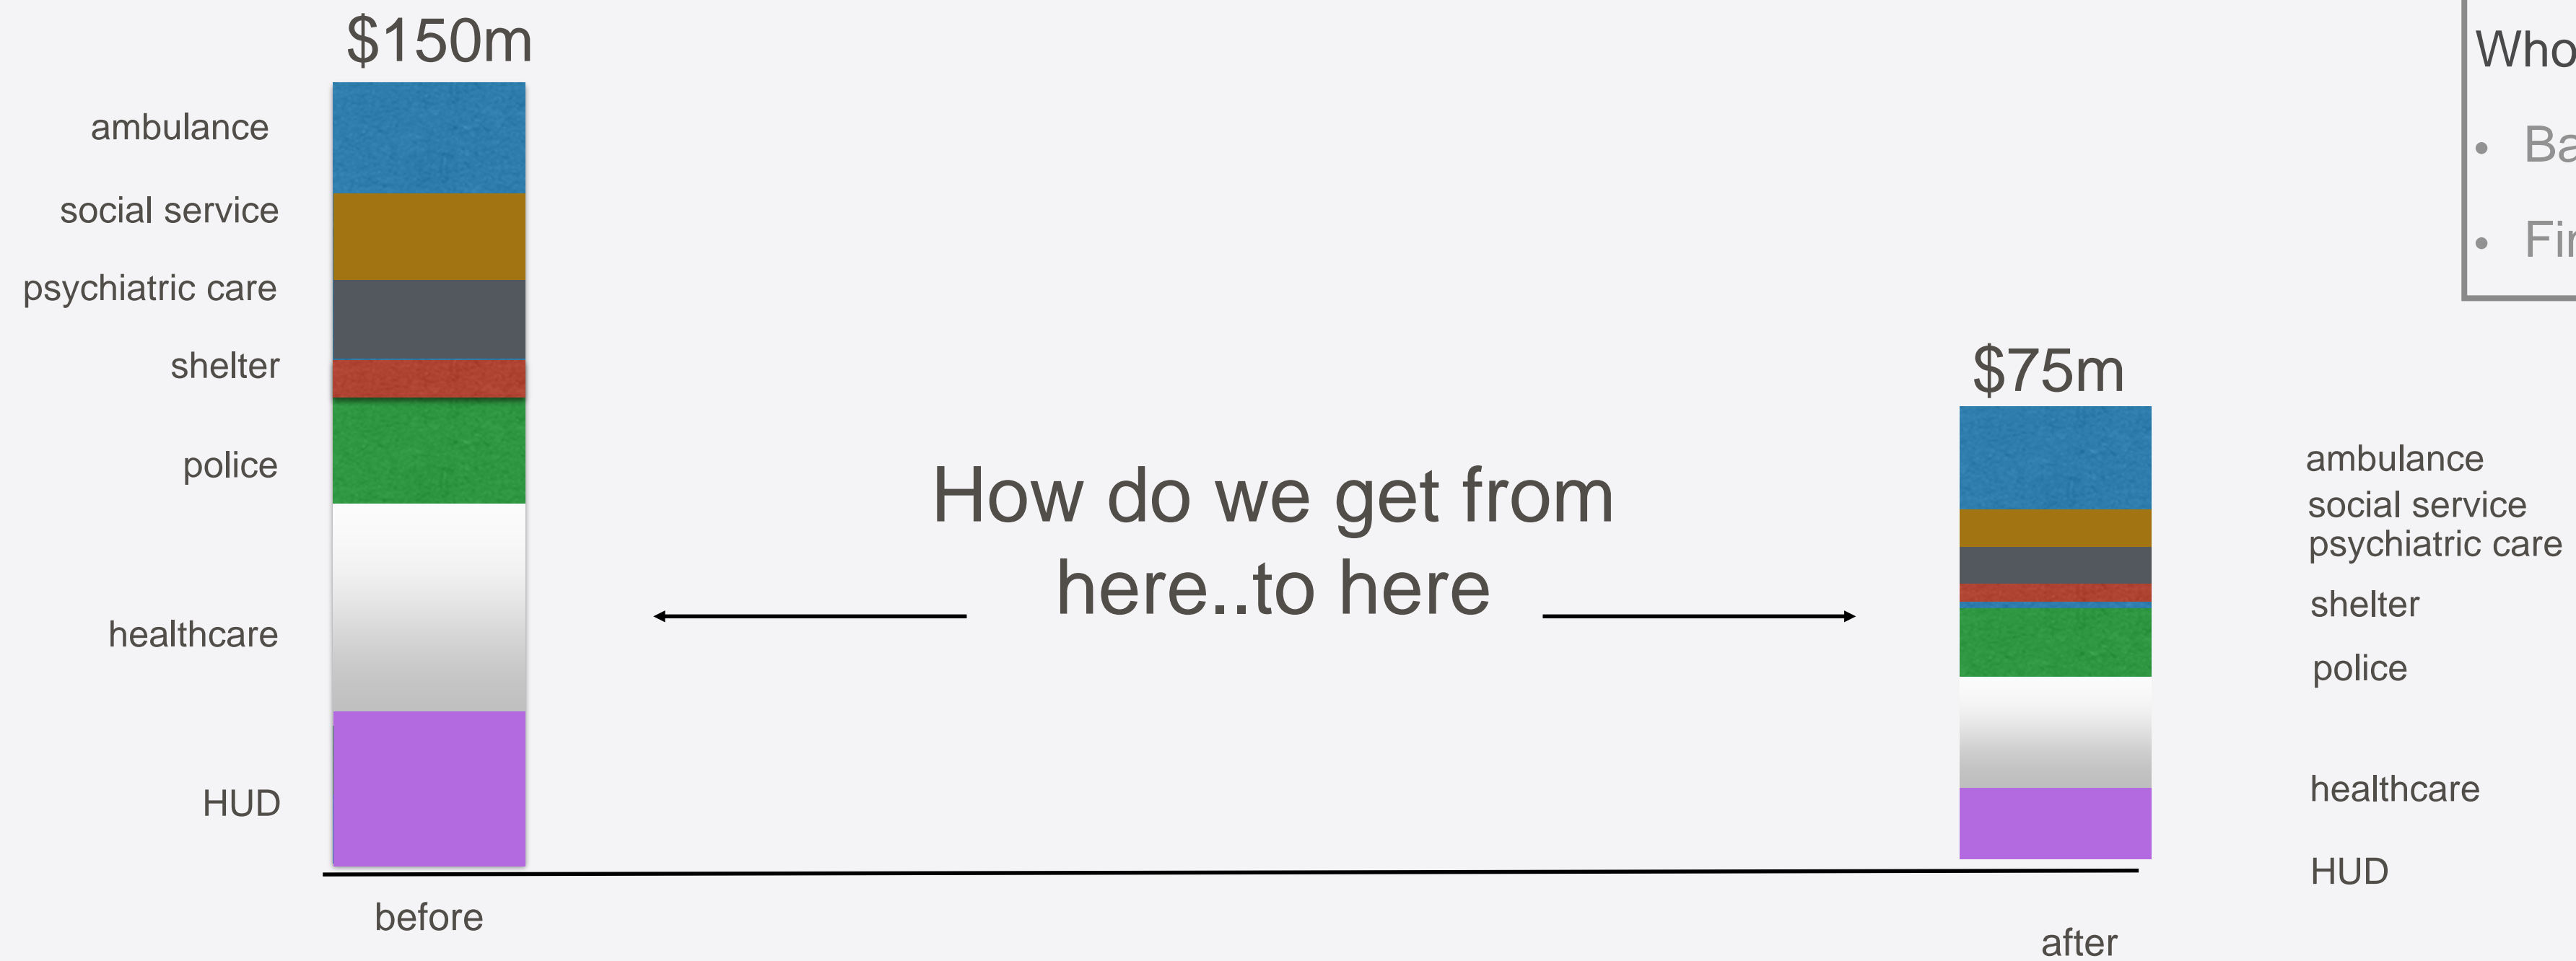 $150m
ambulance
social service
psychiatric care
shelter
police
healthcare
HUD
before
How do we get from
here..to here
$75m
ambulance
social service
psychiatric care
shelter
police
healthcare
HUD
after